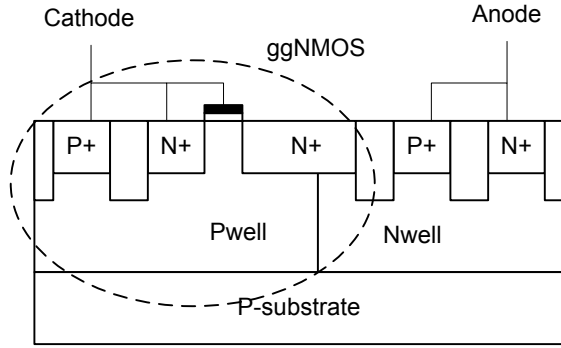 Cathode
Anode
ggNMOS
P+
N+
N+
P+
N+
Pwell
Nwell
P-substrate